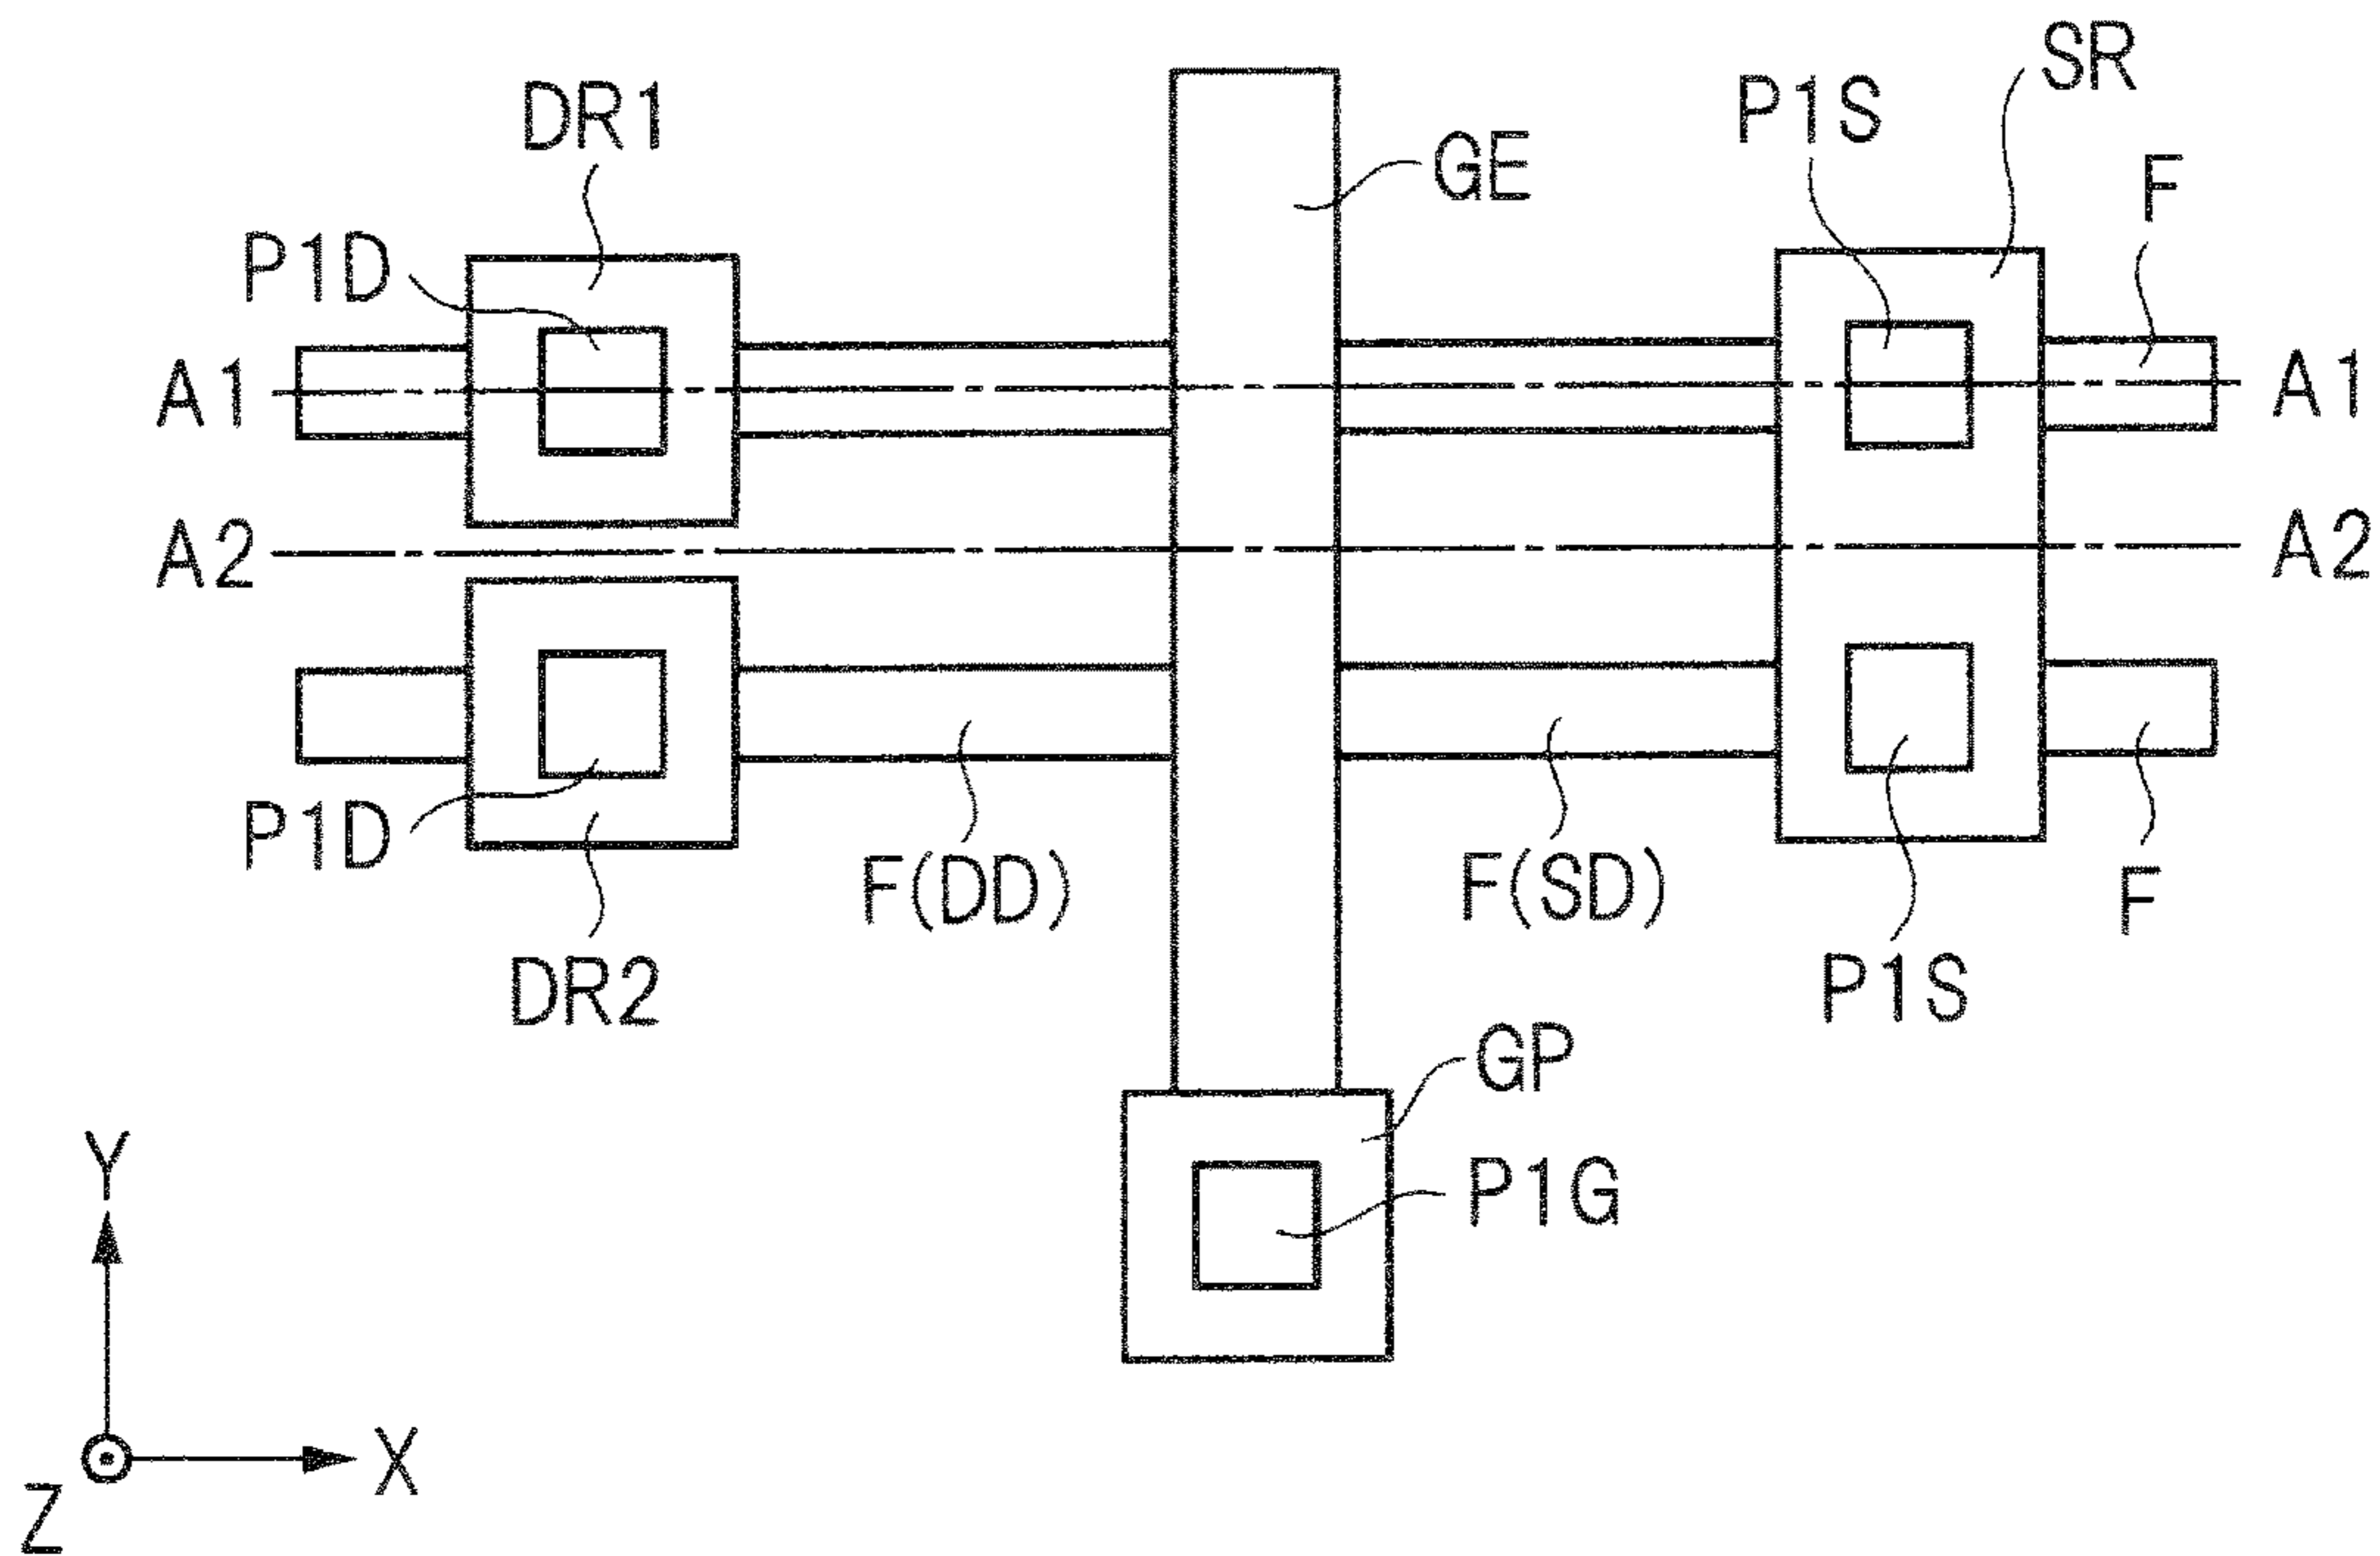 SR
P1S
DR1
GE
F
P1D
A1
A1
A2
A2
P1D
F(DD)
F(SD)
F
DR2
P1S
GP
P1G
Y
X
Z